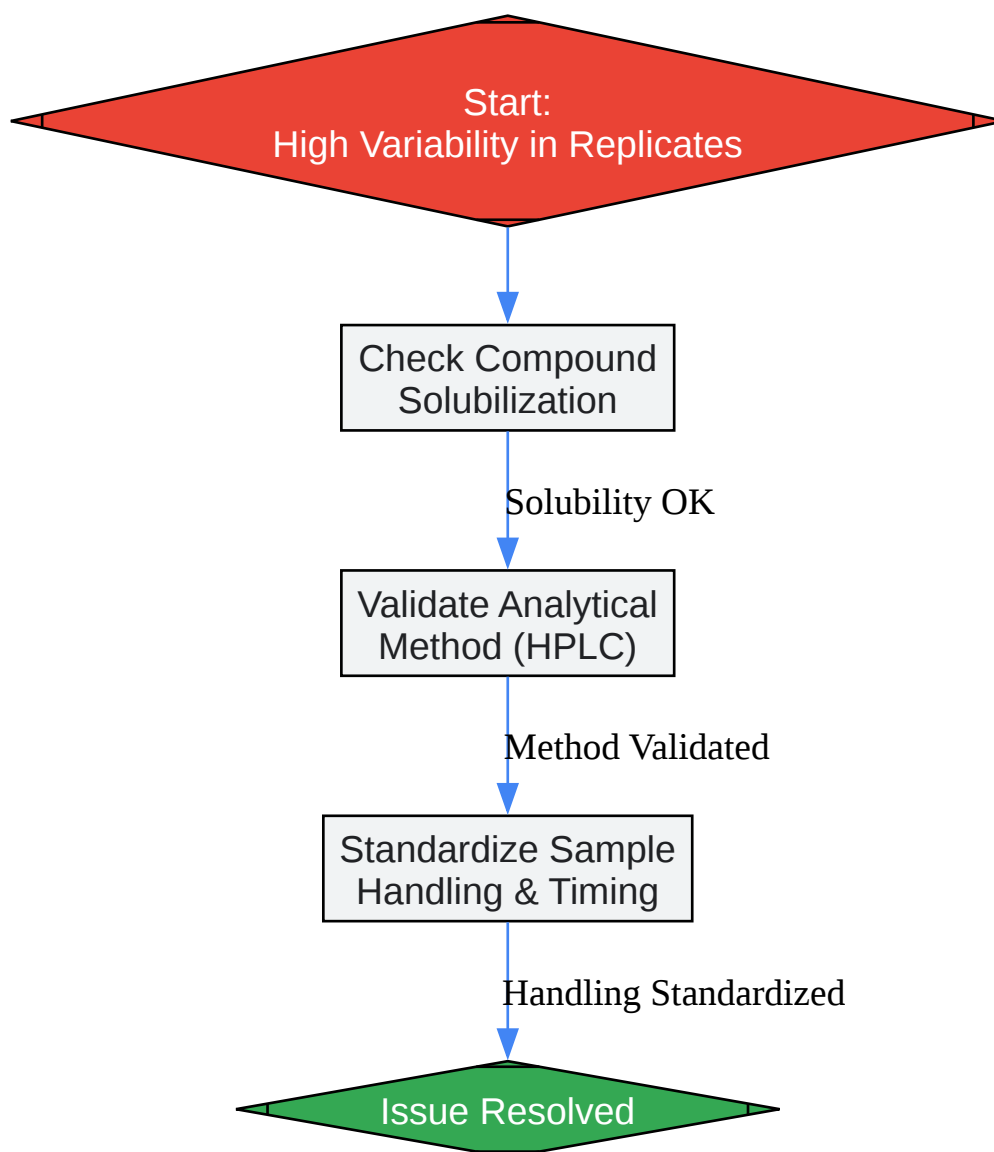 Start:
High Variability in Replicates
Check Compound
Solubilization
Solubility OK
Validate Analytical
Method (HPLC)
Method Validated
Standardize Sample
Handling & Timing
Handling Standardized
Issue Resolved